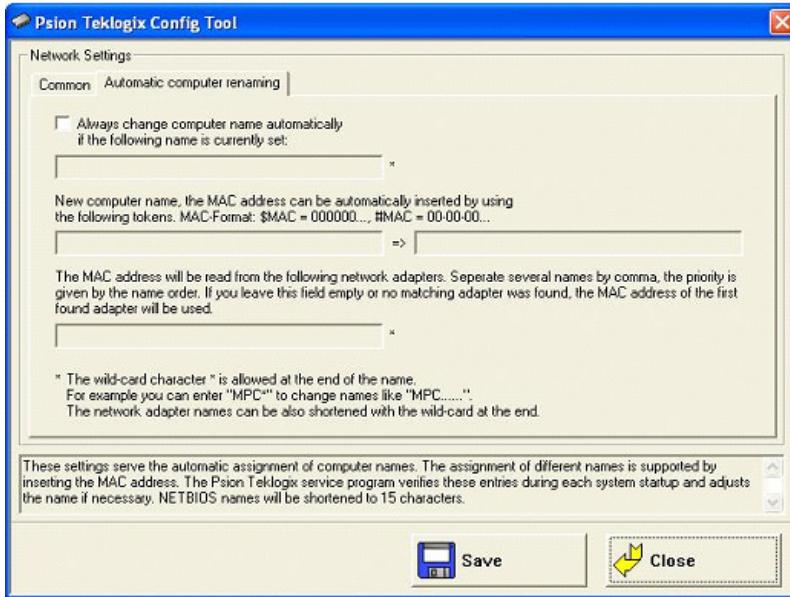 Psion Teklogix Config Tool
Network Settings
Common
Automatic computer renaming
Always change computer name automatically
if the following name is currently set:
*
New computer name, the MAC address can be automatically inserted by using
the following tokens. MAC-Format: $MAC = 000000..., #MAC = 00-00-00...
=>
The MAC address will be read from the following network adapters. Seperate several names by comma, the priority is
given by the name order. If you leave this field empty or no matching adapter was found, the MAC address of the first
found adapter will be used.
*
* The wild-card character * is allowed at the end of the name.
For example you can enter "MPC*" to change names like "MPC......".
The network adapter names can be also shortened with the wild-card at the end.
These settings serve the automatic assignment of computer names. The assignment of different names is supported by
inserting the MAC address. The Psion Teklogix service program verifies these entries during each system startup and adjusts
the name if necessary. NETBIOS names will be shortened to 15 characters.
Save
Close